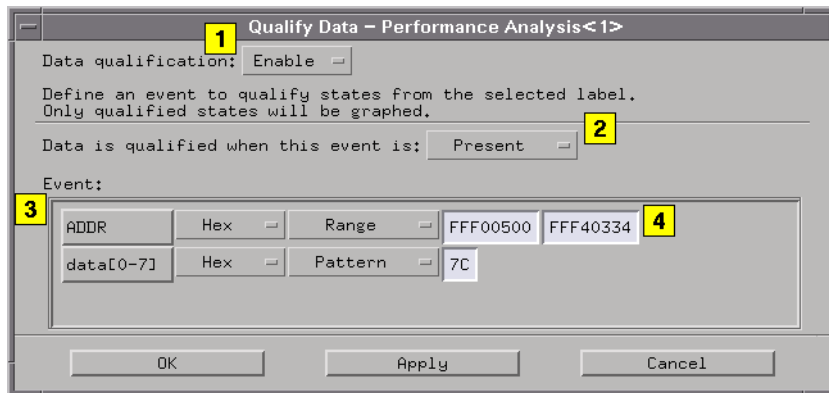 Qualify Data – Performance Analysis<1>
1
Data qualification: Enable
Define an event to qualify states from the selected label.
Only qualified states will be graphed.
2
Data is qualified when this event is: Present
Event:
3
ADDR Hex Range FFF00500 FFF40334 4
data[0-7] Hex Pattern 7C
OK Apply Cancel